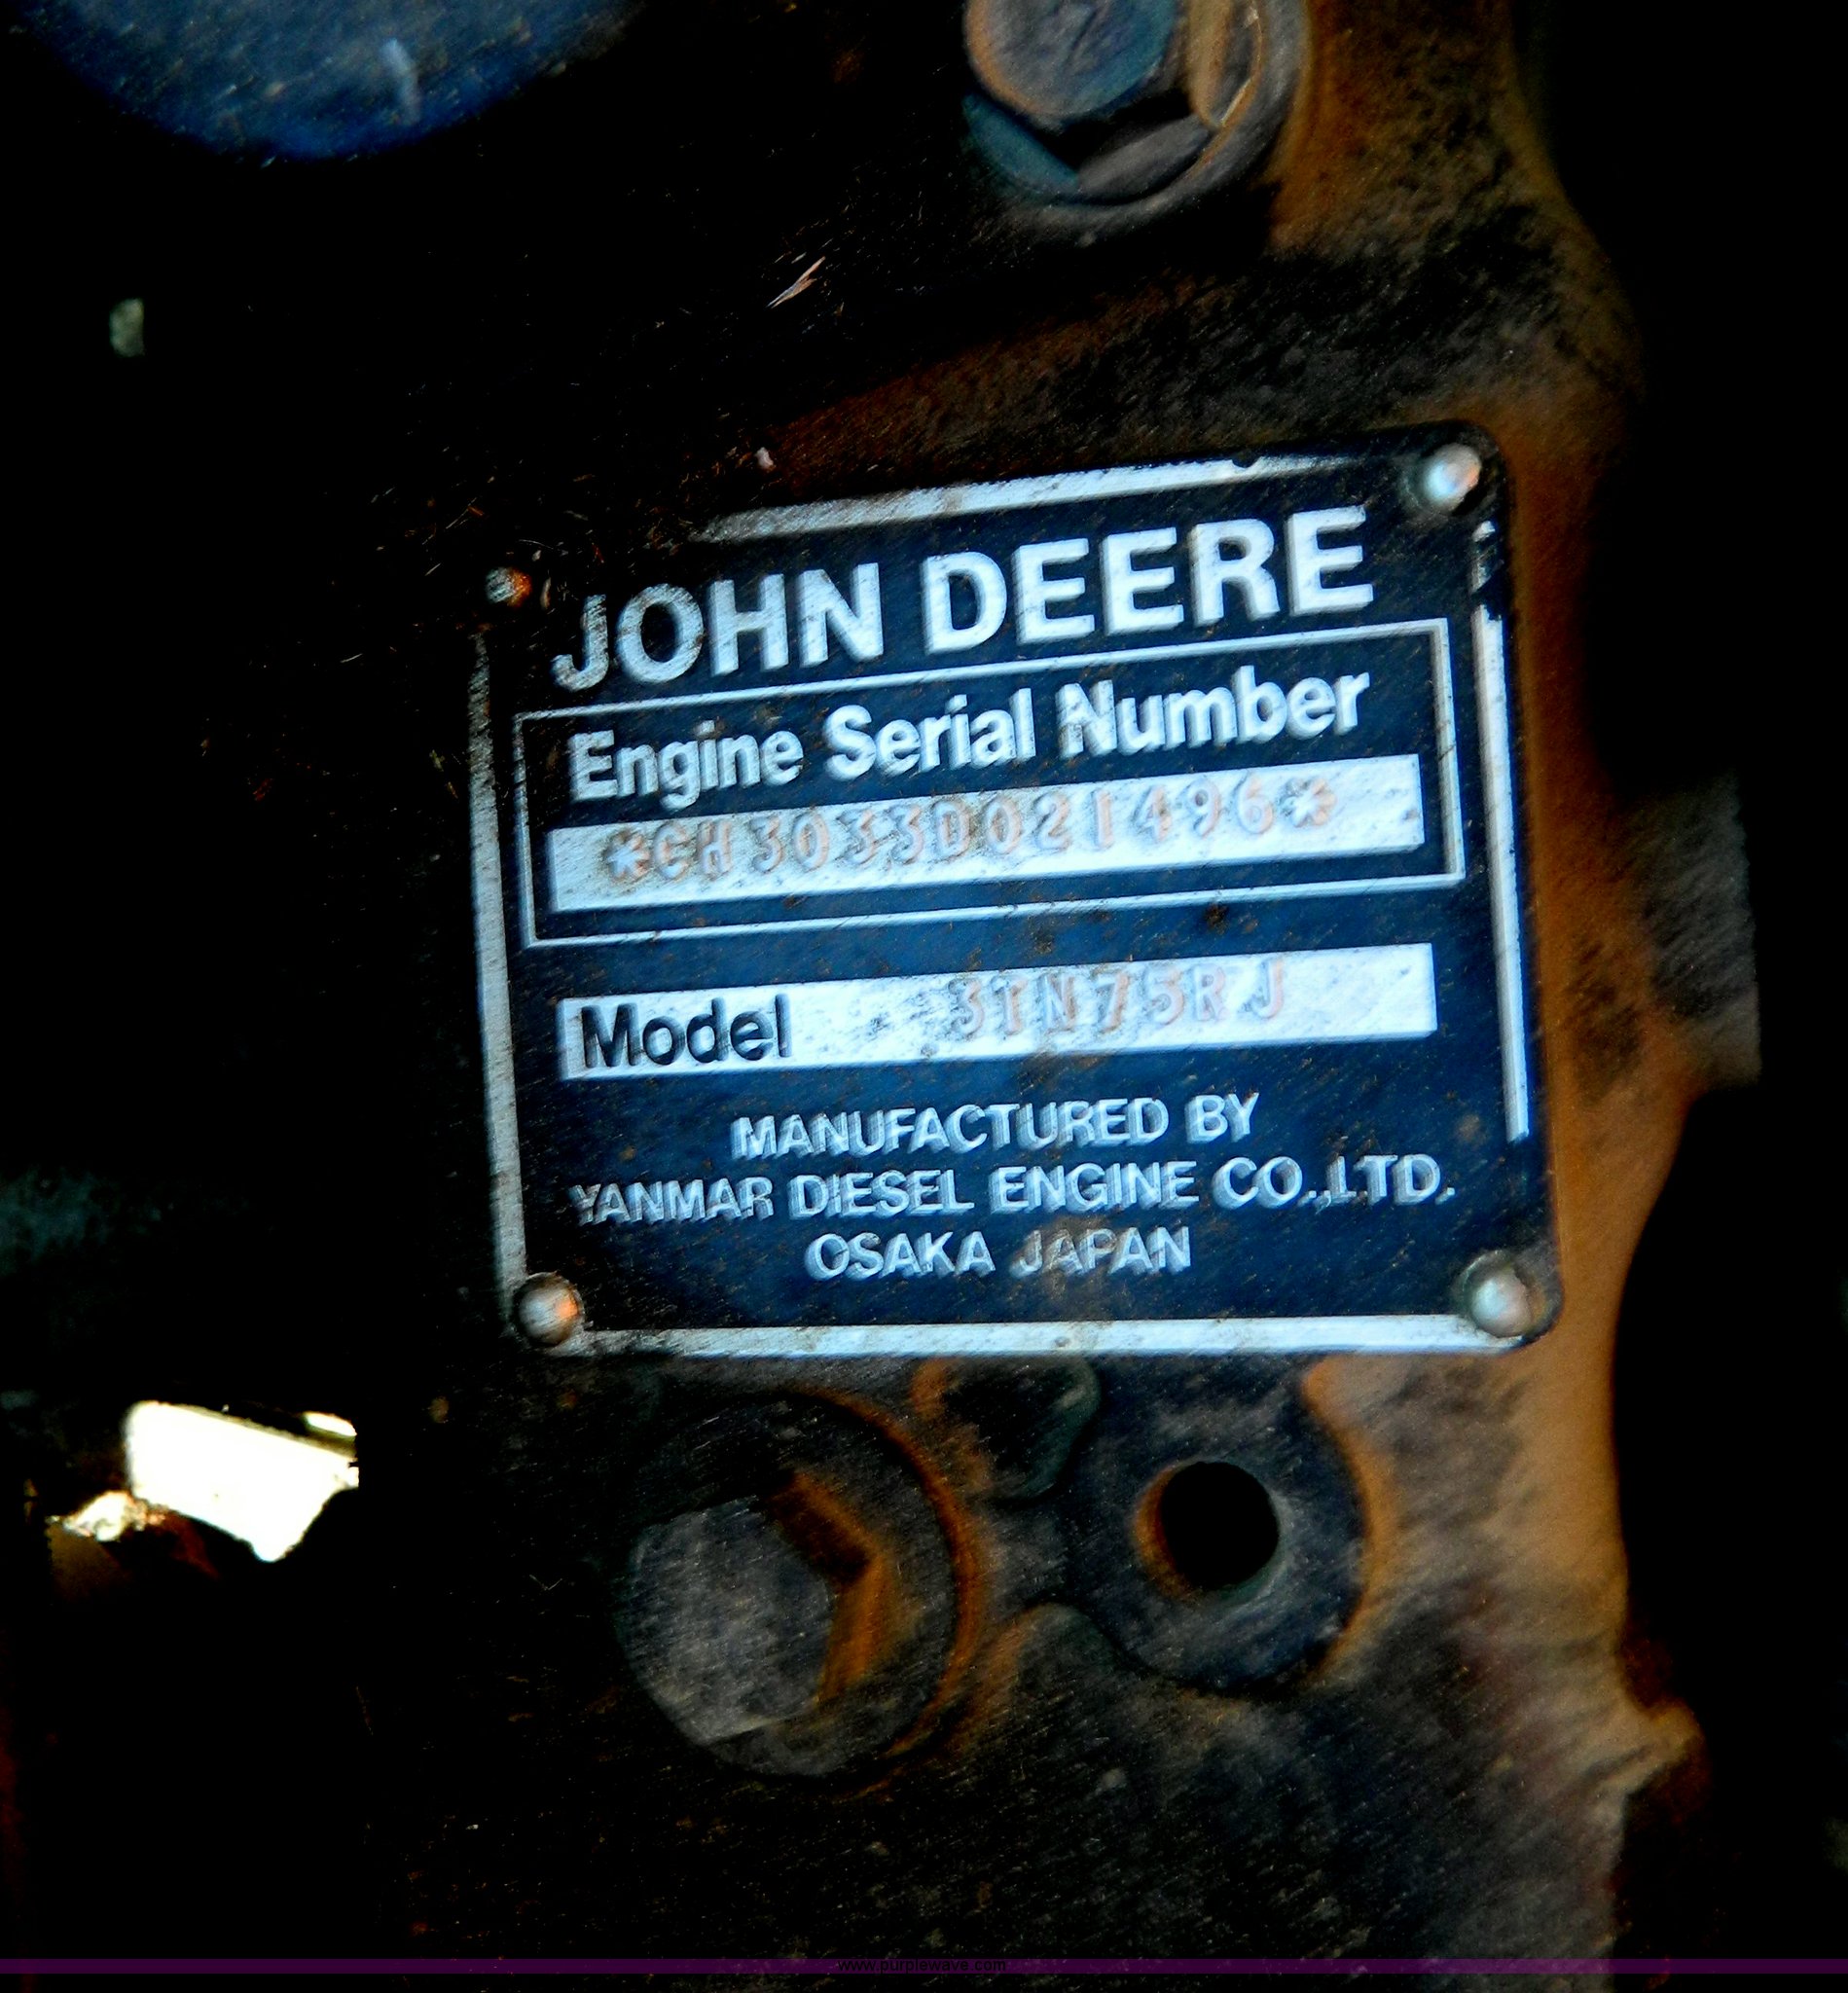 JOHN DEERE
Engine Serial Number
*CH3033D021496*
Model 3TN75RJ
MANUFACTURED BY
YANMAR DIESEL ENGINE CO.,LTD.
OSAKA JAPAN
www.purplewave.com